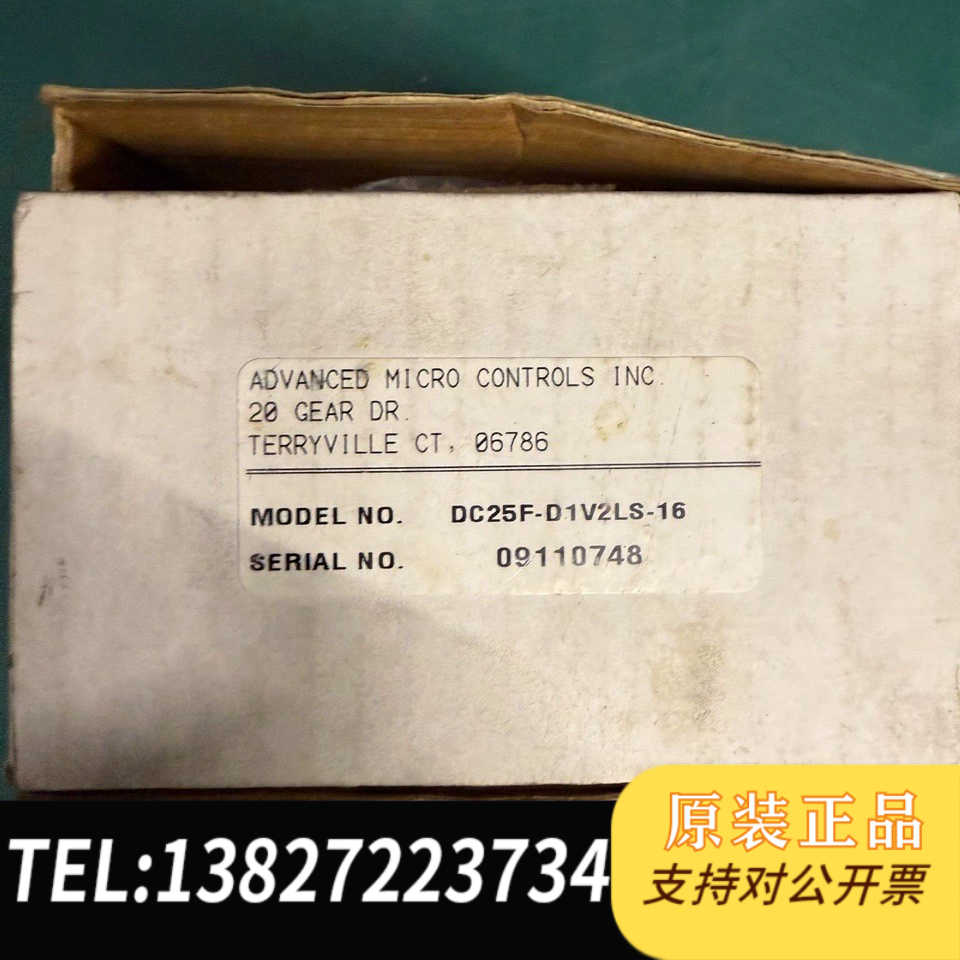 ADVANCED MICRO CONTROLS INC.
20 GEAR DR.
TERRYVILLE CT, 06786
MODEL NO. DC25F-D1V2LS-16
SERIAL NO. 09110748
TEL:13827223734
原装正品
支持对公开票